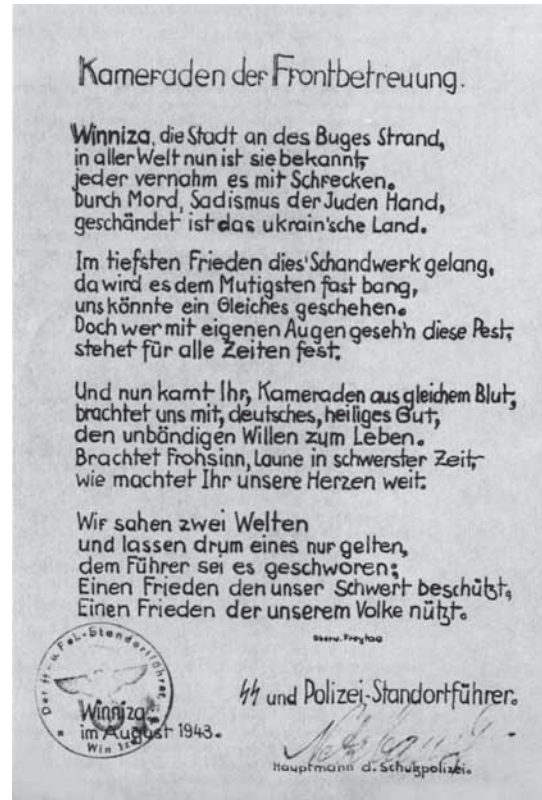 Kameraden der Frontbetreuung.
Winniza, die Stadt an des Buges Strand,
in aller Welt nun ist sie bekannt,
jeder vernahm es mit Schrecken.
Durch Mord, Sadismus der Juden Hand,
geschändet ist das ukrain'sche Land.
Im tiefsten Frieden dies' Schandwerk gelang,
da wird es dem Mutigsten fast bang,
uns könnte ein Gleiches geschehen.
Doch wer mit eigenen Augen geseh'n diese Pest,
stehet für alle Zeiten fest.
Und nun kamt Ihr, Kameraden aus gleichem Blut,
brachtet uns mit, deutsches, heiliges Gut,
den unbändigen Willen zum Leben.
Brachtet Frohsinn, Laune in schwerster Zeit,
wie machtet Ihr unsere Herzen weit.
Wir sahen zwei Welten
und lassen drum eines nur gelten,
dem Führer sei es geschworen;
Einen Frieden den unser Schwert beschützt,
Einen Frieden der unserem Volke nützt.
Oberw. Freytag
Der ᛋᛋ u. Pol.-Standortführer
ᛋᛋ und Polizei-Standortführer.
Winniza
im August 1943.
Hauptmann d. Schutzpolizei.